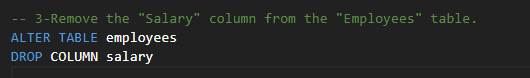 -- 3-Remove the "Salary" column from the "Employees" table.
ALTER TABLE employees
DROP COLUMN salary